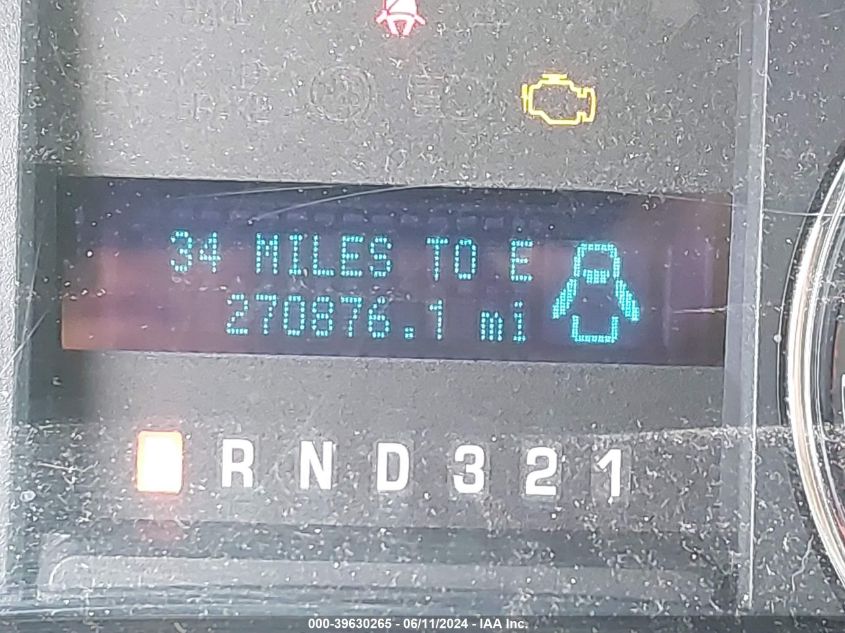 34 MILES TO E
270876.1 mi
R N D 3 2 1
000-39630265 - 06/11/2024 - IAA Inc.